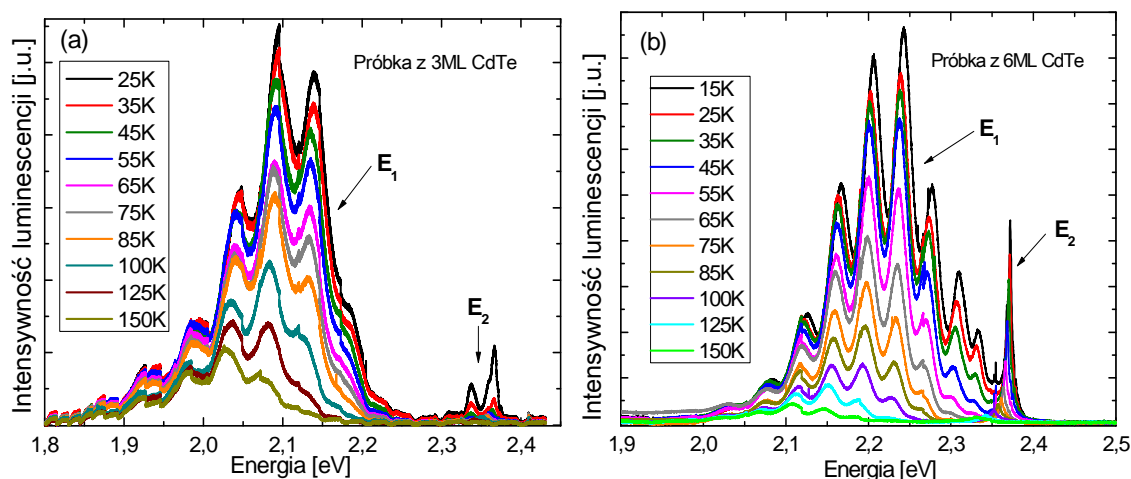 (a)
Próbka z 3ML CdTe
25K
35K
45K
55K
65K
75K
85K
100K
125K
150K
E1
E2
Intensywność luminescencji [j.u.]
1,8 1,9 2,0 2,1 2,2 2,3 2,4
Energia [eV]
(b)
Próbka z 6ML CdTe
15K
25K
35K
45K
55K
65K
75K
85K
100K
125K
150K
E1
E2
Intensywność luminescencji [j.u.]
1,9 2,0 2,1 2,2 2,3 2,4 2,5
Energia [eV]